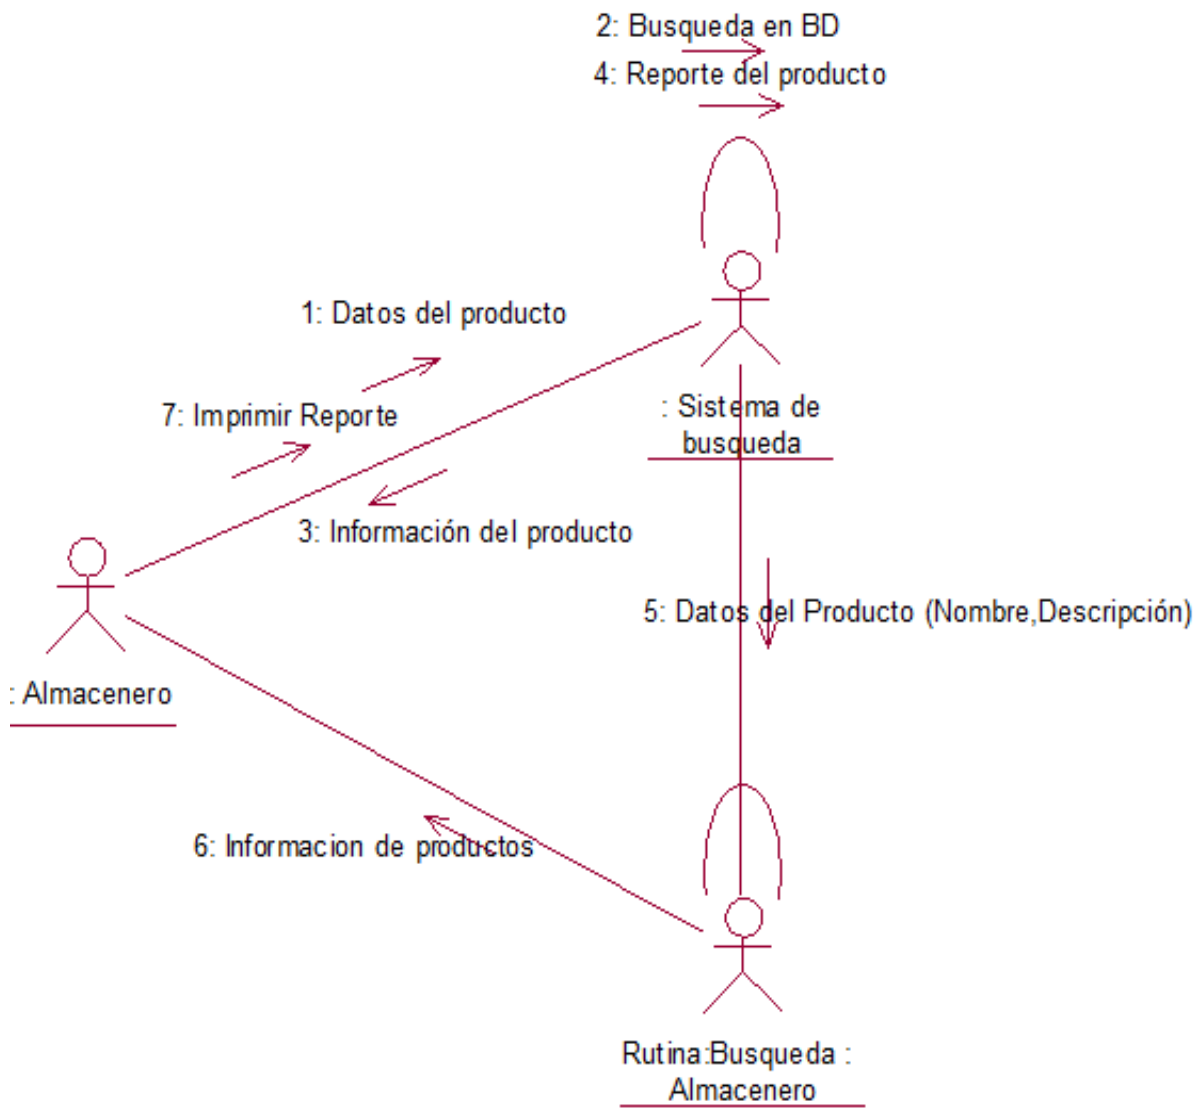 2: Busqueda en BD
4: Reporte del producto
1: Datos del producto
7: Imprimir Reporte
: Sistema de
busqueda
3: Información del producto
5: Datos del Producto (Nombre,Descripción)
: Almacenero
6: Informacion de productos
Rutina:Busqueda :
Almacenero